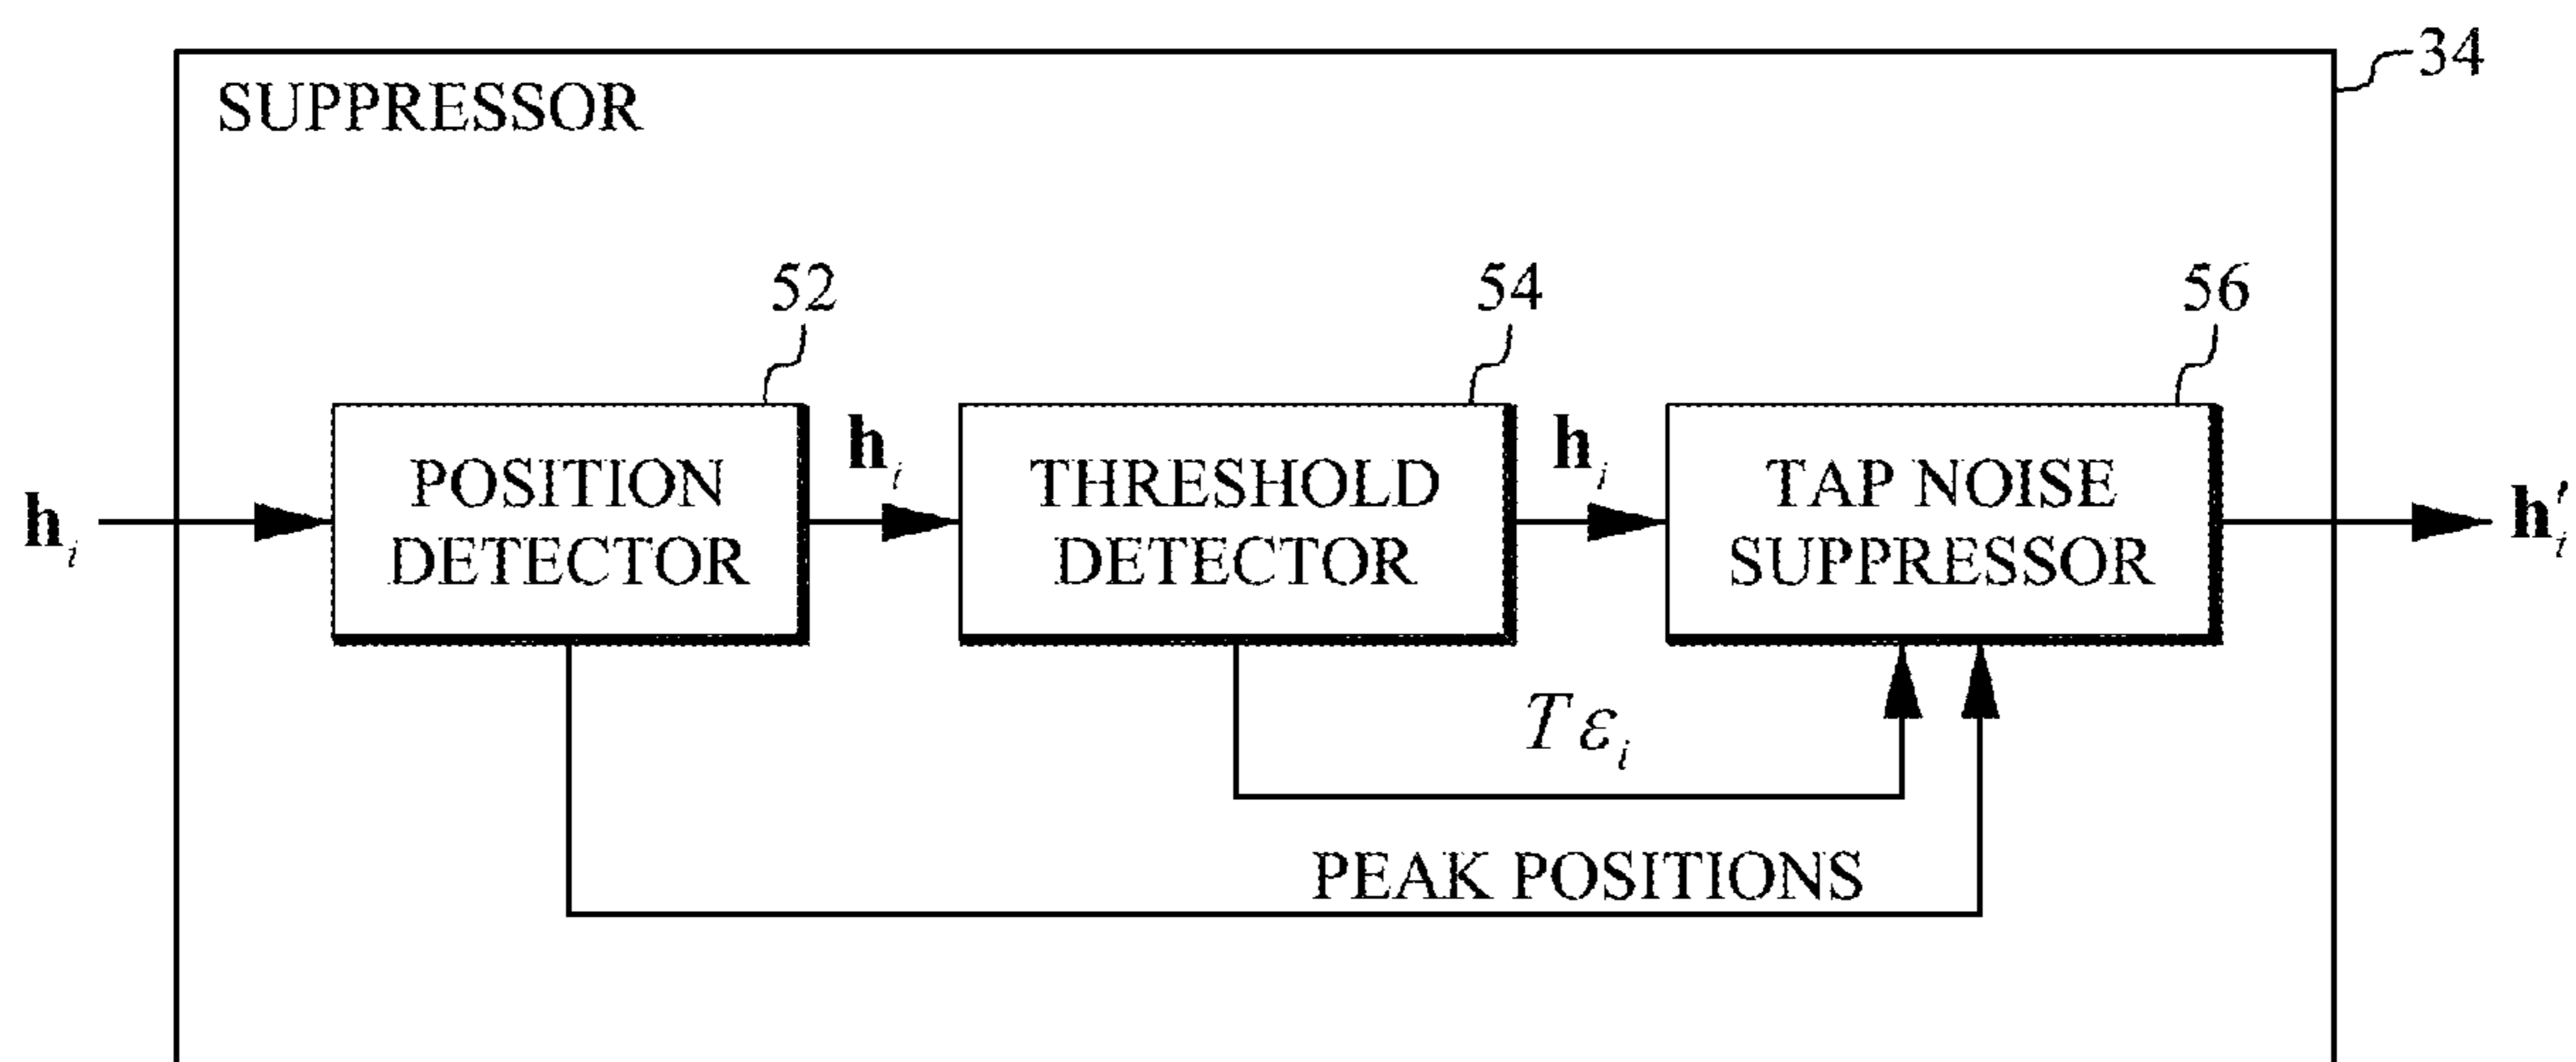 34
SUPPRESSOR
52
54
56
h_i
POSITION
DETECTOR
h_i
THRESHOLD
DETECTOR
h_i
TAP NOISE
SUPPRESSOR
h'_i
Tε_i
PEAK POSITIONS